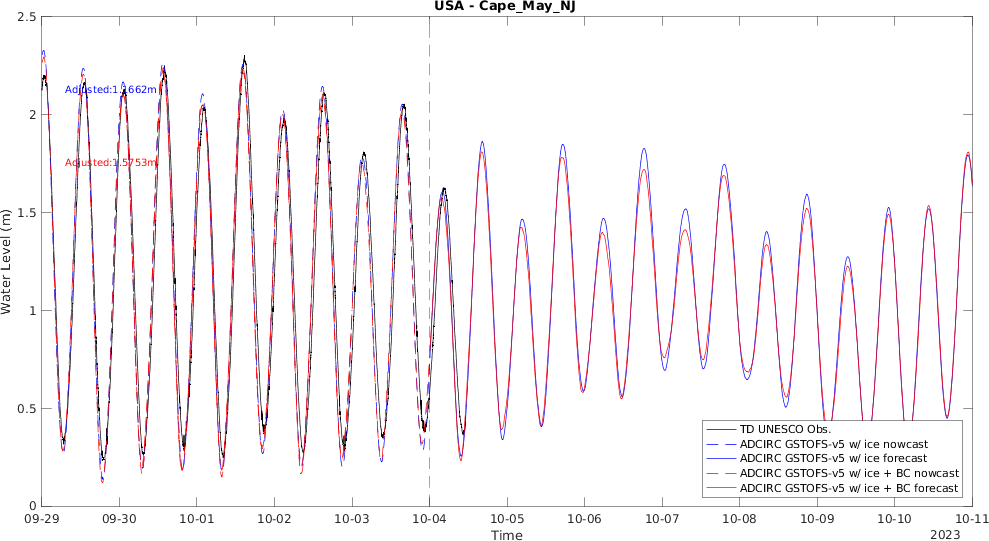 USA - Cape_May_NJ
2.5
2
1.5
1
0.5
0
Water Level (m)
Adjusted:1.1662m
Adjusted:1.5753m
TD UNESCO Obs.
ADCIRC GSTOFS-v5 w/ ice nowcast
ADCIRC GSTOFS-v5 w/ ice forecast
ADCIRC GSTOFS-v5 w/ ice + BC nowcast
ADCIRC GSTOFS-v5 w/ ice + BC forecast
09-29 09-30 10-01 10-02 10-03 10-04 10-05 10-06 10-07 10-08 10-09 10-10 10-11
Time
2023